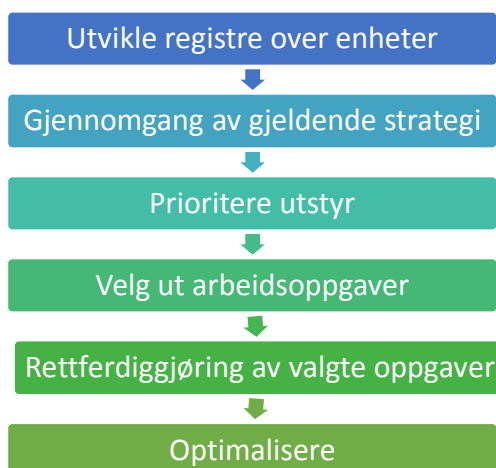 Utvikle registre over enheter
Gjennomgang av gjeldende strategi
Prioritere utstyr
Velg ut arbeidsoppgaver
Rettferdiggjøring av valgte oppgaver
Optimalisere